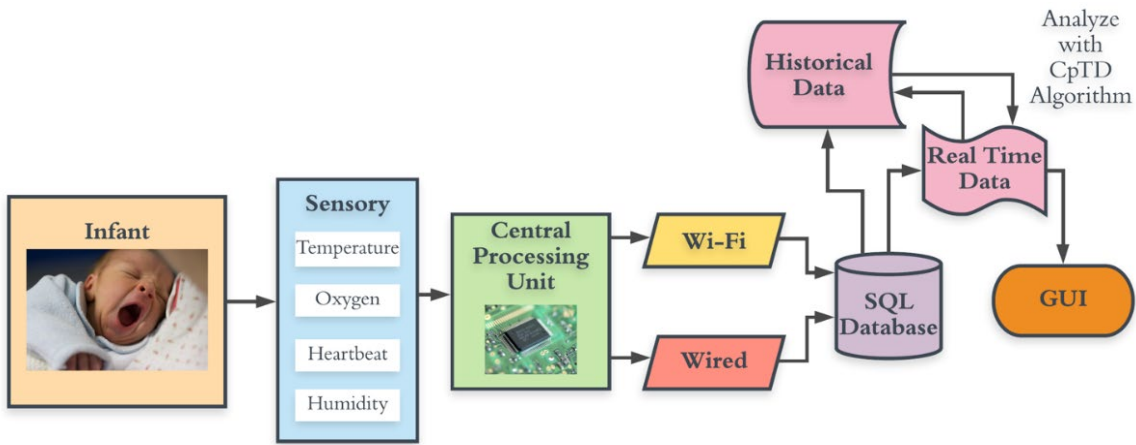 Infant
Sensory
Temperature
Oxygen
Heartbeat
Humidity
Central
Processing
Unit
Wi-Fi
Wired
SQL
Database
Historical
Data
Analyze
with
CpTD
Algorithm
Real Time
Data
GUI